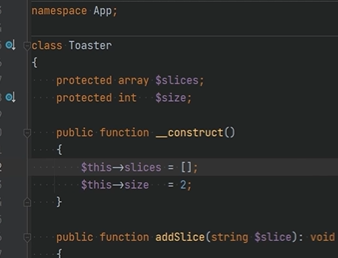 namespace App;
class Toaster
{
protected array $slices;
protected int $size;
public function __construct()
{
$this->slices = [];
$this->size = 2;
}
public function addSlice(string $slice): void
{